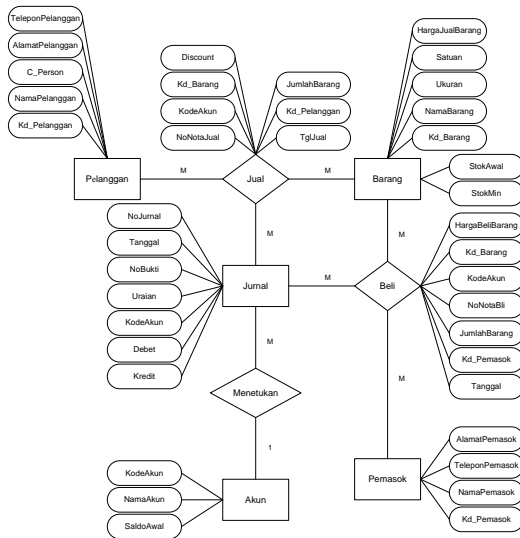 TeleponPelanggan
AlamatPelanggan
C_Person
NamaPelanggan
Kd_Pelanggan
Discount
Kd_Barang
KodeAkun
NoNotaJual
JumlahBarang
Kd_Pelanggan
TglJual
HargaJualBarang
Satuan
Ukuran
NamaBarang
Kd_Barang
Pelanggan
M
Jual
M
Barang
StokAwal
StokMin
M
M
NoJurnal
Tanggal
NoBukti
Uraian
KodeAkun
Debet
Kredit
Jurnal
M
Beli
HargaBeliBarang
Kd_Barang
KodeAkun
NoNotaBli
JumlahBarang
Kd_Pemasok
Tanggal
M
M
Menetukan
1
KodeAkun
NamaAkun
SaldoAwal
Akun
Pemasok
AlamatPemasok
TeleponPemasok
NamaPemasok
Kd_Pemasok